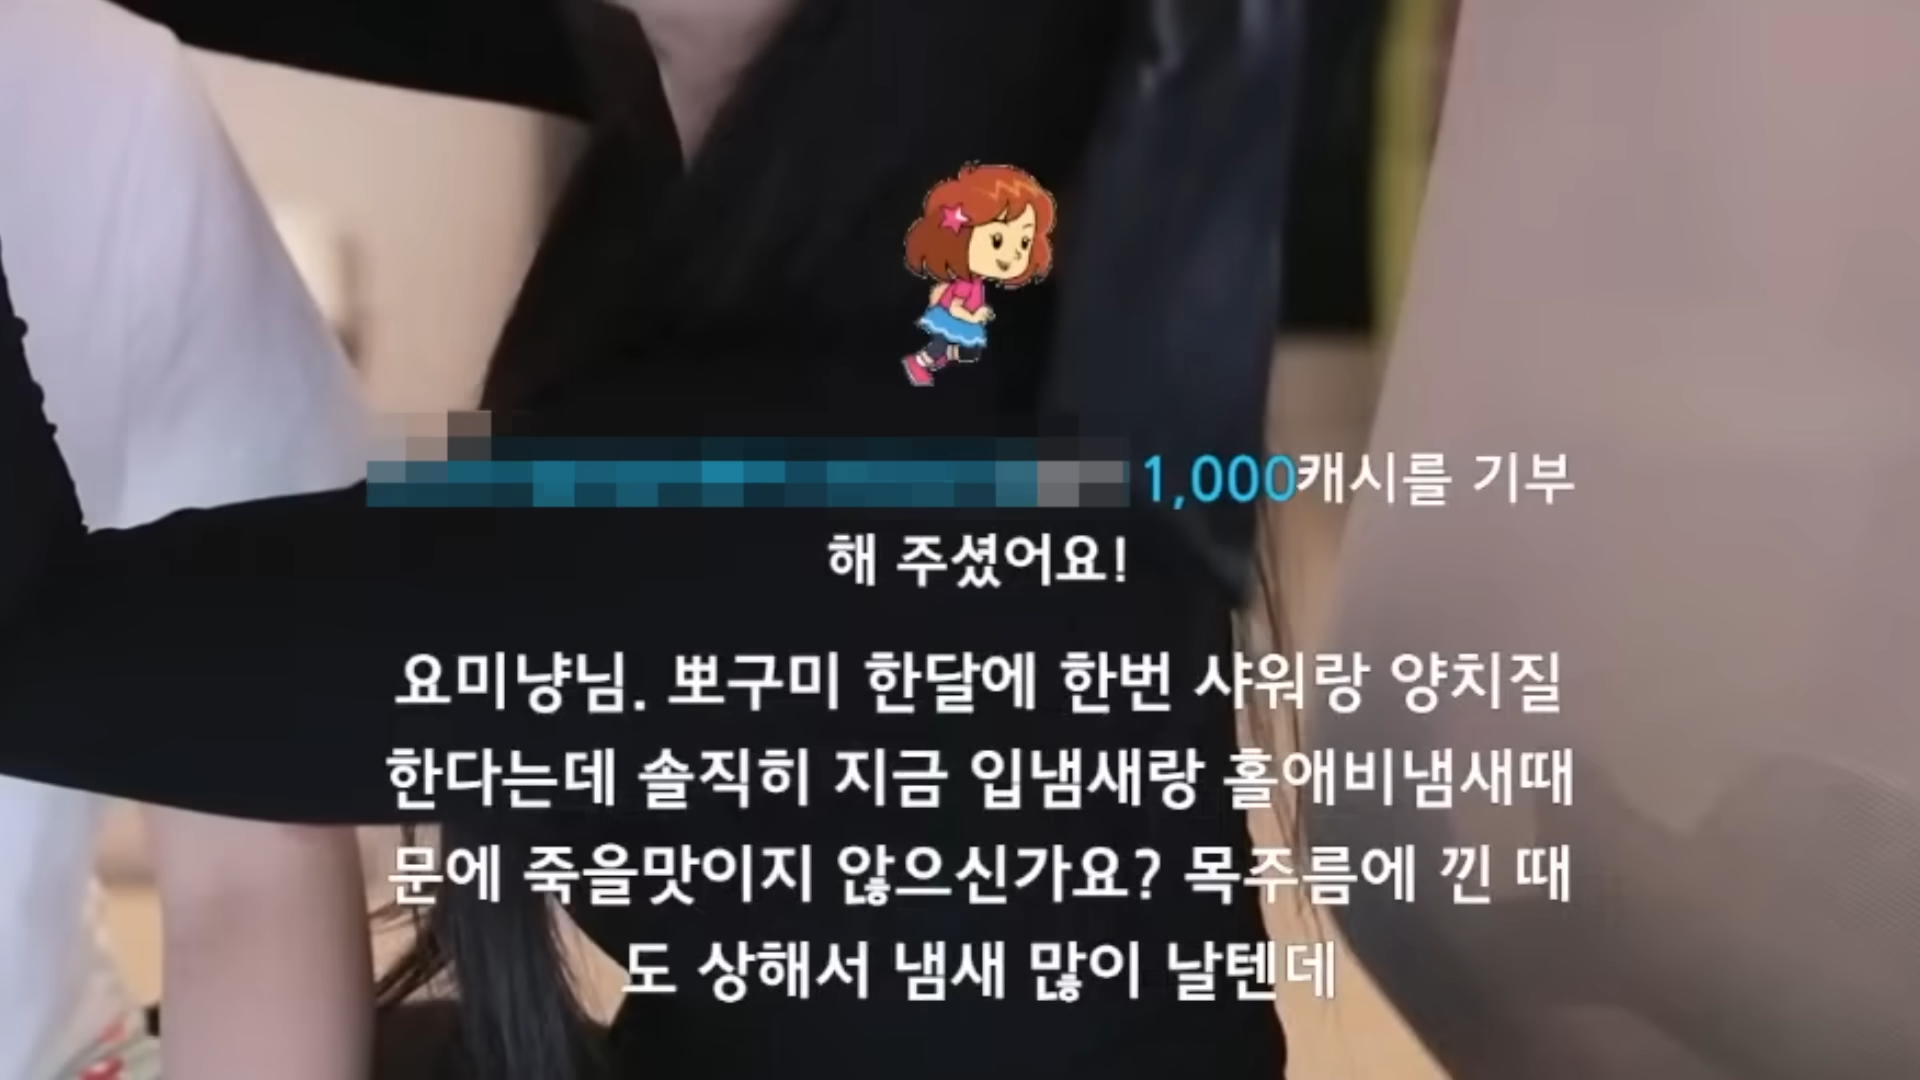 1,000캐시를 기부
해 주셨어요!
요미냥님. 뽀구미 한달에 한번 샤워랑 양치질
한다는데 솔직히 지금 입냄새랑 홀애비냄새때
문에 죽을맛이지 않으신가요? 목주름에 낀 때
도 상해서 냄새 많이 날텐데